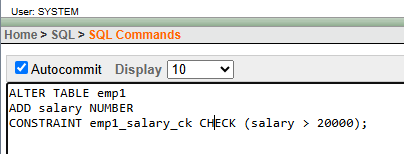 User: SYSTEM
Home > SQL > SQL Commands
Autocommit Display 10
ALTER TABLE emp1
ADD salary NUMBER
CONSTRAINT emp1_salary_ck CHECK (salary > 20000);